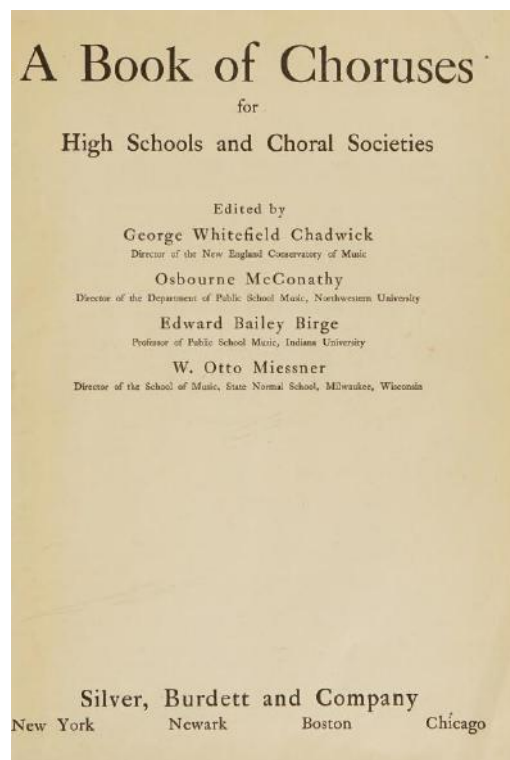 A Book of Choruses
for
High Schools and Choral Societies
Edited by
George Whitefield Chadwick
Director of the New England Conservatory of Music
Osbourne McConathy
Director of the Department of Public School Music, Northwestern University
Edward Bailey Birge
Professor of Public School Music, Indiana University
W. Otto Miessner
Director of the School of Music, State Normal School, Milwaukee, Wisconsin
Silver, Burdett and Company
New York Newark Boston Chicago